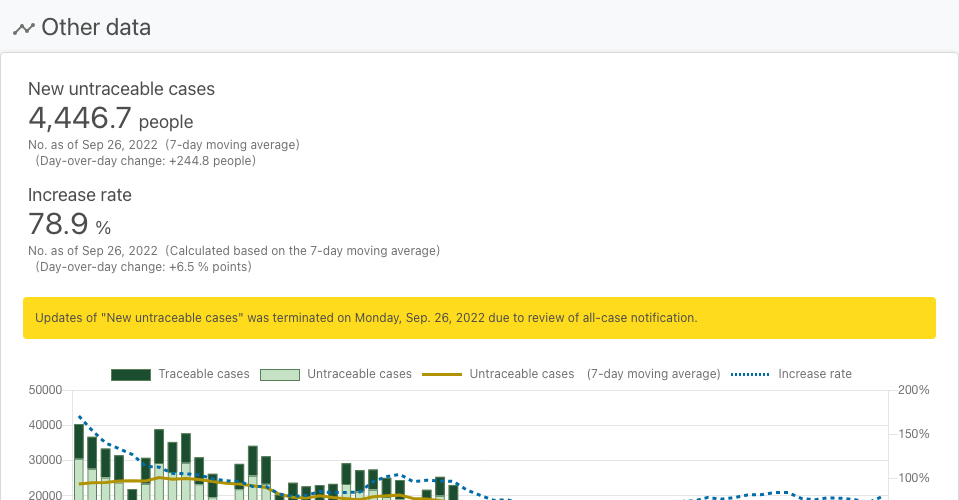 Other data
New untraceable cases
4,446.7 people
No. as of Sep 26, 2022 (7-day moving average)
(Day-over-day change: +244.8 people)
Increase rate
78.9 %
No. as of Sep 26, 2022 (Calculated based on the 7-day moving average)
(Day-over-day change: +6.5 % points)
Updates of "New untraceable cases" was terminated on Monday, Sep. 26, 2022 due to review of all-case notification.
Traceable cases Untraceable cases Untraceable cases (7-day moving average) Increase rate
50000 200%
40000
150%
30000
100%
20000